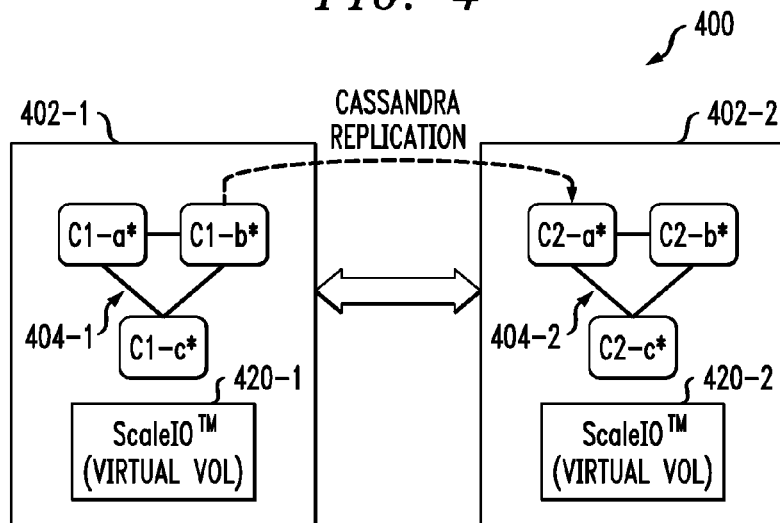 FIG. 4
400
402-1
CASSANDRA
REPLICATION
402-2
C1-a*
C1-b*
C2-a*
C2-b*
404-1
C1-c*
404-2
C2-c*
420-1
420-2
ScaleIO™
(VIRTUAL VOL)
ScaleIO™
(VIRTUAL VOL)